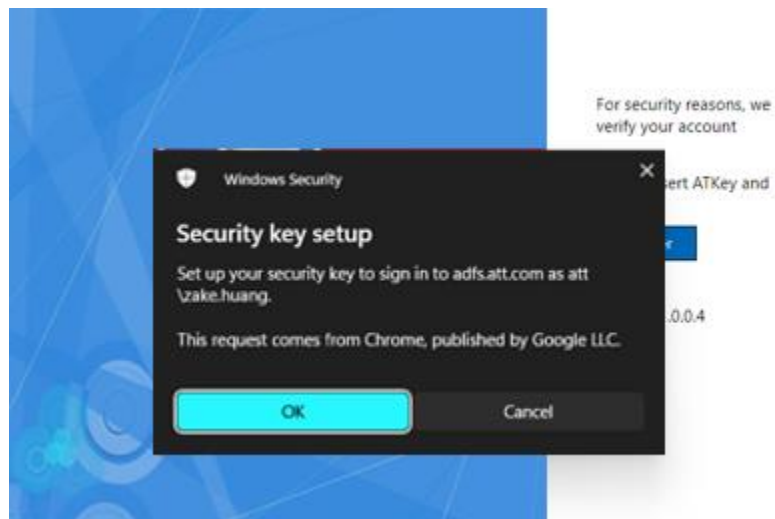 For security reasons, we
verify your account
Windows Security
sert ATKey and
Security key setup
Set up your security key to sign in to adfs.att.com as att
\zake.huang.
.0.0.4
This request comes from Chrome, published by Google LLC.
OK
Cancel